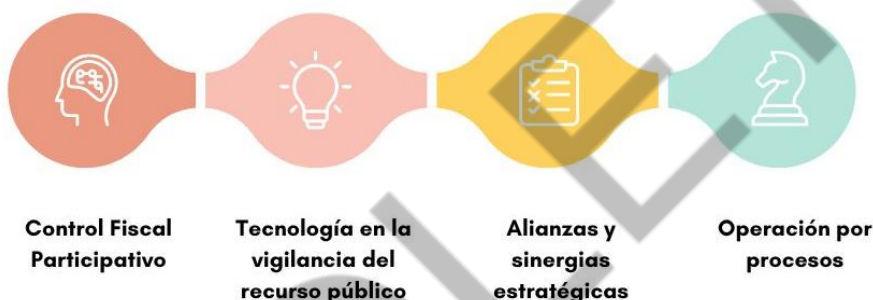 Control Fiscal
Participativo
Tecnología en la
vigilancia del
recurso público
Alianzas y
sinergias
estratégicas
Operación por
procesos